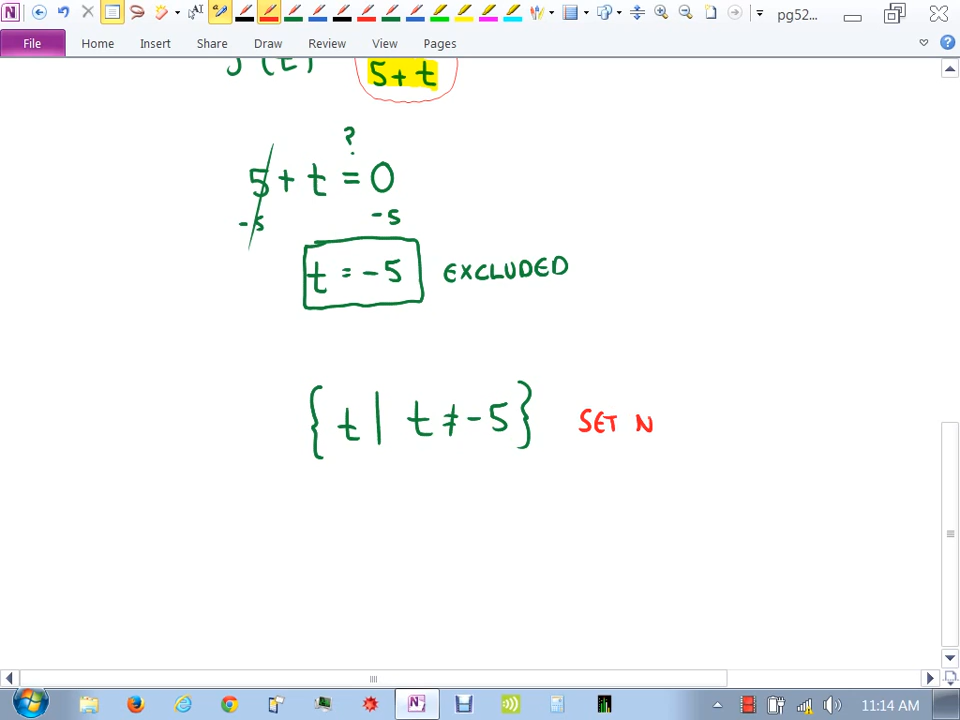 pg52...
File Home Insert Share Draw Review View Pages
5 + t
?
5 + t = 0
-5 -5
t = -5 EXCLUDED
{ t | t ≠ -5 } SET N
11:14 AM